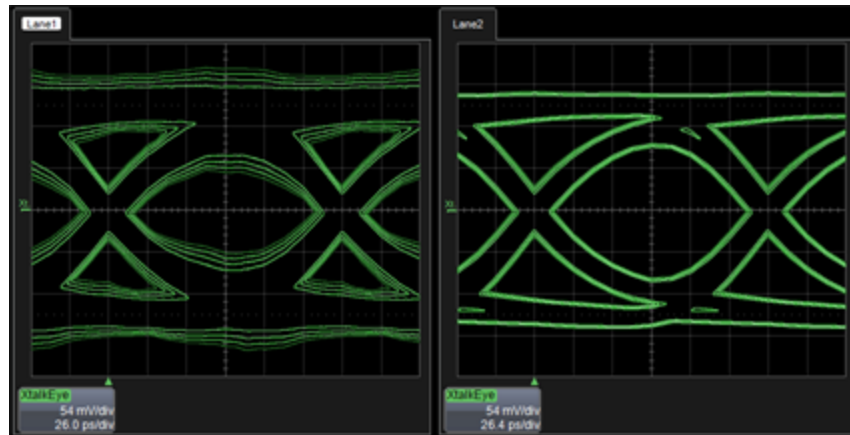 Lane1
Lane2
XtalkEye
54 mV/div
26.0 ps/div
XtalkEye
54 mV/div
26.4 ps/div